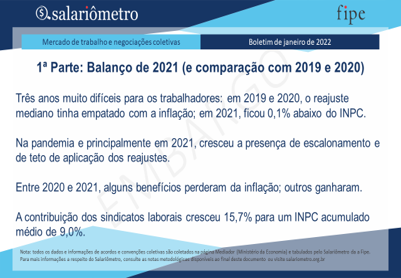 salariômetro
fipe
Mercado de trabalho e negociações coletivas
Boletim de janeiro de 2022
1ª Parte: Balanço de 2021 (e comparação com 2019 e 2020)
Três anos muito difíceis para os trabalhadores: em 2019 e 2020, o reajuste
mediano tinha empatado com a inflação; em 2021, ficou 0,1% abaixo do INPC.
Na pandemia e principalmente em 2021, cresceu a presença de escalonamento e
de teto de aplicação dos reajustes.
Entre 2020 e 2021, alguns benefícios perderam da inflação; outros ganharam.
A contribuição dos sindicatos laborais cresceu 15,7% para um INPC acumulado
médio de 9,0%.
Nota: todos os dados e informações de acordos e convenções coletivas são coletados na página Mediador (Ministério da Economia) e tabulados pelo Salariômetro da Fipe.
Para mais informações a respeito do Salariômetro, consulte as notas metodológicas disponíveis ao final deste documento ou visite salariometro.org.br
EMBARGO